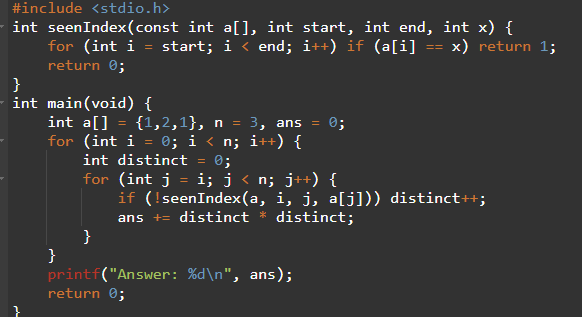 #include <stdio.h>
int seenIndex(const int a[], int start, int end, int x) {
    for (int i = start; i < end; i++) if (a[i] == x) return 1;
    return 0;
}
int main(void) {
    int a[] = {1,2,1}, n = 3, ans = 0;
    for (int i = 0; i < n; i++) {
        int distinct = 0;
        for (int j = i; j < n; j++) {
            if (!seenIndex(a, i, j, a[j])) distinct++;
            ans += distinct * distinct;
        }
    }
    printf("Answer: %d\n", ans);
    return 0;
}